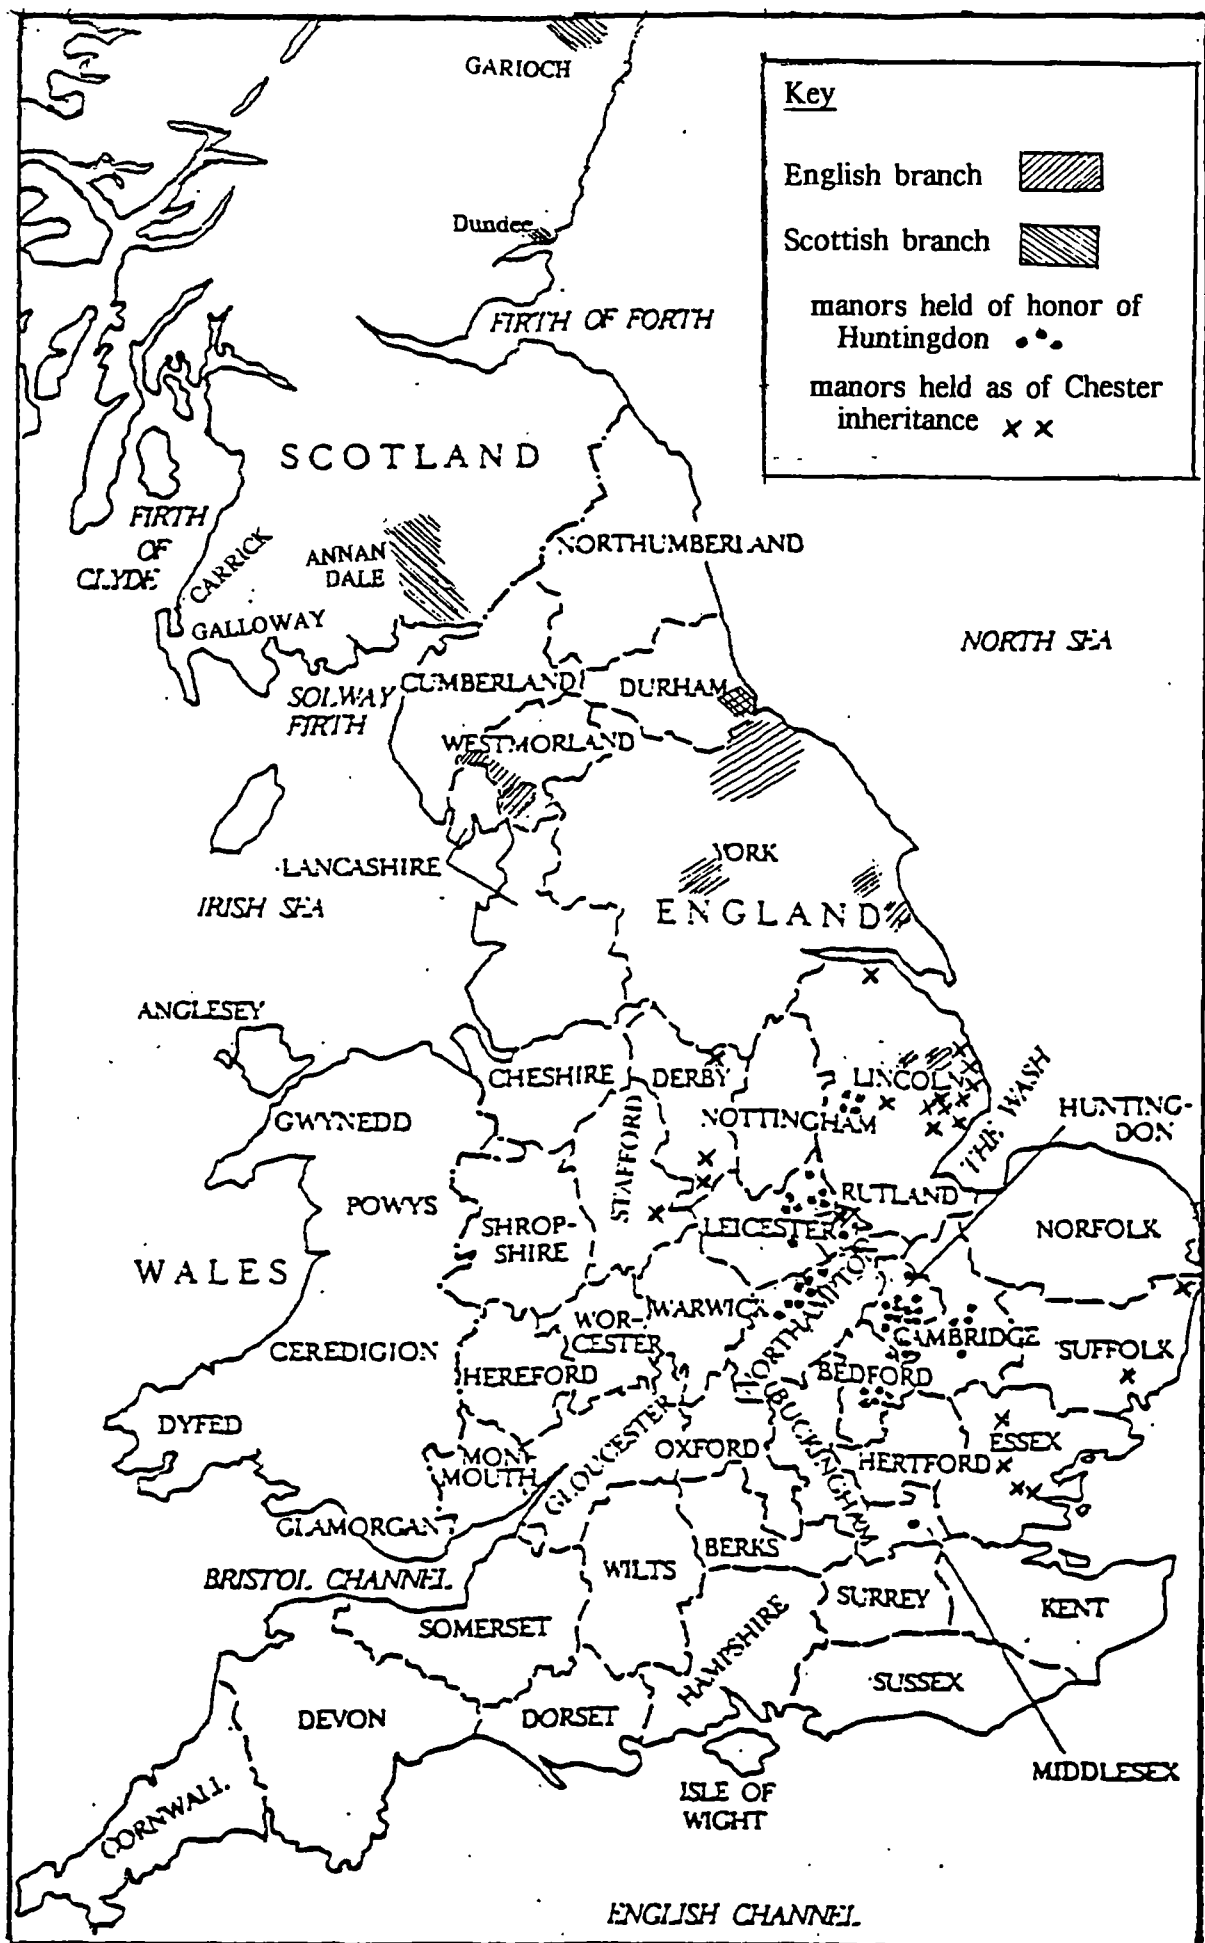 GARIOCH
Key
English branch
Scottish branch
manors held of honor of
Huntingdon
manors held as of Chester
inheritance
Dundee
FIRTH OF FORTH
SCOTLAND
FIRTH
OF
CLYDE
CARRICK
ANNAN
DALE
GALLOWAY
NORTHUMBERLAND
NORTH SEA
SOLWAY
FIRTH
CUMBERLAND
DURHAM
WESTMORLAND
LANCASHIRE
YORK
IRISH SEA
ENGLAND
ANGLESEY
CHESHIRE
DERBY
LINCOLN
THE WASH
HUNTING-
DON
GWYNEDD
STAFFORD
NOTTINGHAM
POWYS
SHROP-
SHIRE
LEICESTER
RUTLAND
NORFOLK
WALES
WOR-
CESTER
WARWICK
NORTHAMPTON
CAMBRIDGE
SUFFOLK
CEREDIGION
HEREFORD
BEDFORD
DYFED
MON-
MOUTH
GLOUCESTER
OXFORD
BUCKINGHAM
HERTFORD
ESSEX
GLAMORGAN
BRISTOL CHANNEL
WILTS
BERKS
SURREY
KENT
SOMERSET
HAMPSHIRE
SUSSEX
DEVON
DORSET
MIDDLESEX
ISLE OF
WIGHT
CORNWALL
ENGLISH CHANNEL